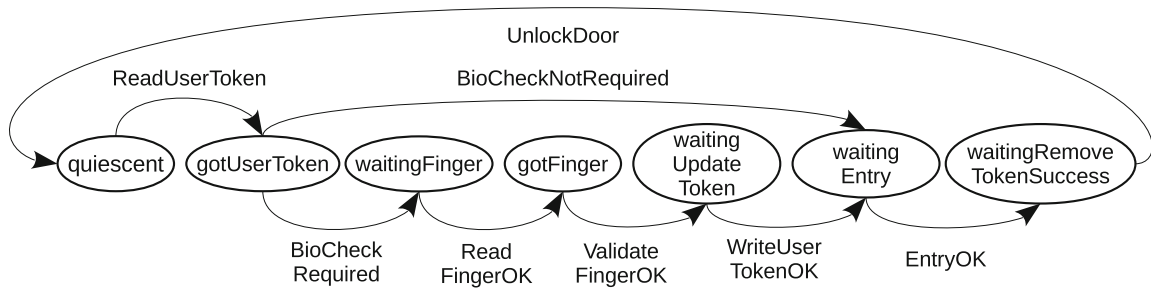 UnlockDoor
ReadUserToken
BioCheckNotRequired
quiescent
gotUserToken
waitingFinger
gotFinger
waiting
Update
Token
waiting
Entry
waitingRemove
TokenSuccess
BioCheck
Required
Read
FingerOK
Validate
FingerOK
WriteUser
TokenOK
EntryOK